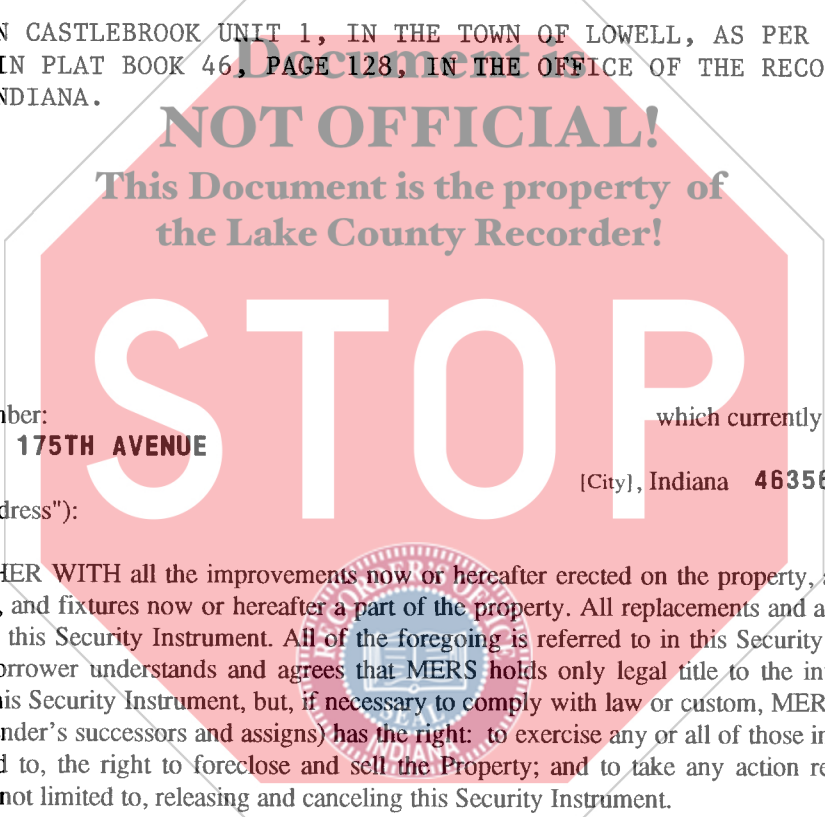 N CASTLEBROOK UNIT 1, IN THE TOWN OF LOWELL, AS PER
IN PLAT BOOK 46, PAGE 128, IN THE OFFICE OF THE RECO
NDIANA.
Document is
NOT OFFICIAL!
This Document is the property of
the Lake County Recorder!
STOP
nber:
which currently
175TH AVENUE
[City], Indiana 46356
dress"):
HER WITH all the improvements now or hereafter erected on the property, a
, and fixtures now or hereafter a part of the property. All replacements and a
this Security Instrument. All of the foregoing is referred to in this Security
orrower understands and agrees that MERS holds only legal title to the in
his Security Instrument, but, if necessary to comply with law or custom, MER
nder's successors and assigns) has the right: to exercise any or all of those in
d to, the right to foreclose and sell the Property; and to take any action re
not limited to, releasing and canceling this Security Instrument.
RECORDER'S OFFICE
SEAL
INDIANA